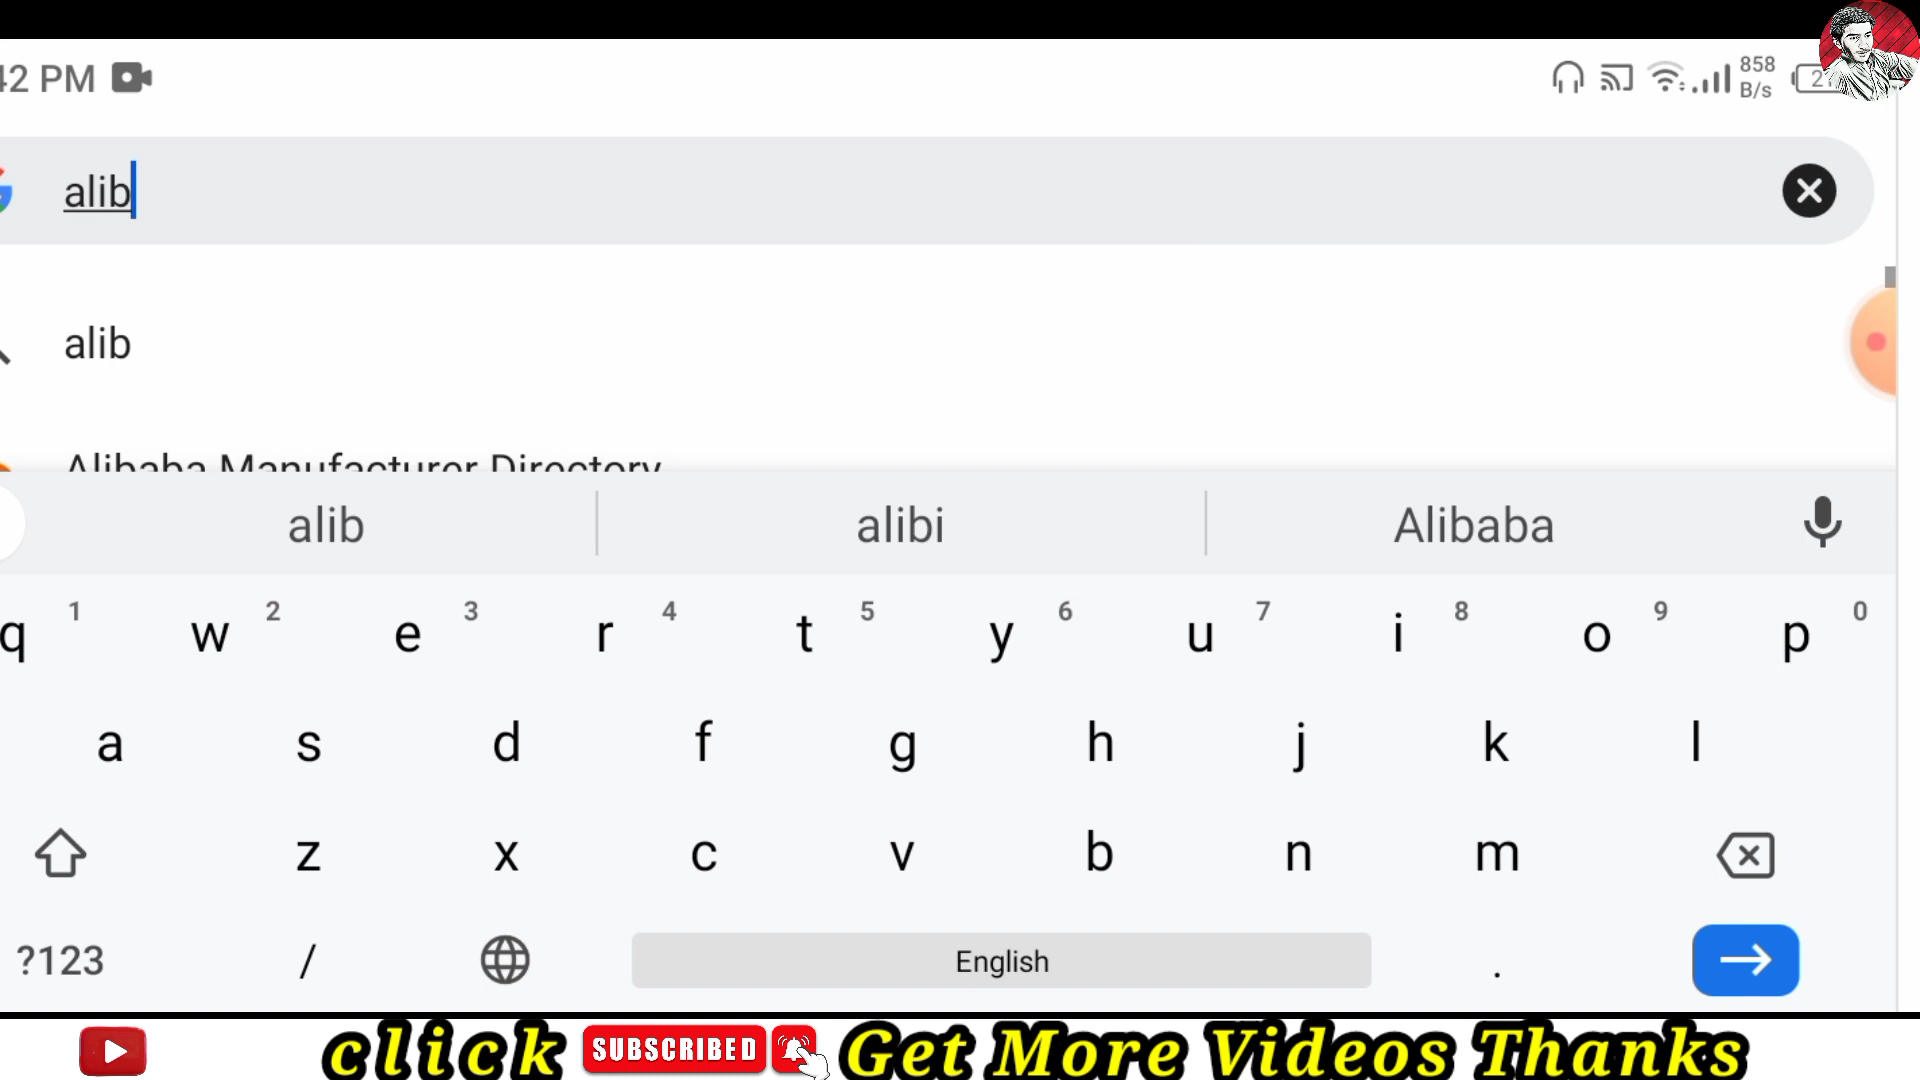 42 PM 858 B/s
alib
alib
Alibaba Manufacturer Directory
alib alibi Alibaba
q 1 w 2 e 3 r 4 t 5 y 6 u 7 i 8 o 9 p 0
a s d f g h j k l
z x c v b n m
?123 / English .
click SUBSCRIBED Get More Videos Thanks